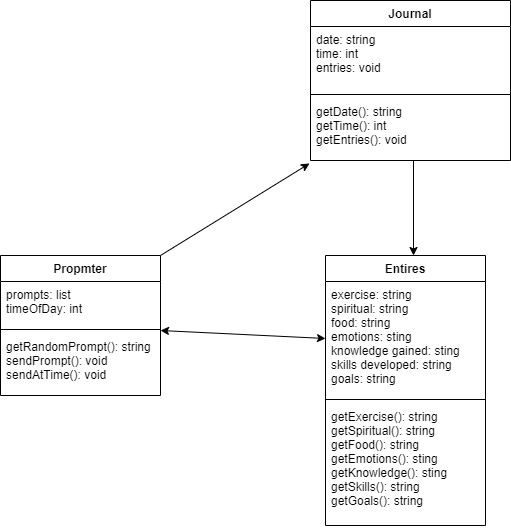 Journal
date: string
time: int
entries: void
getDate(): string
getTime(): int
getEntries(): void
Propmter
prompts: list
timeOfDay: int
getRandomPrompt(): string
sendPrompt(): void
sendAtTime(): void
Entires
exercise: string
spiritual: string
food: string
emotions: sting
knowledge gained: sting
skills developed: string
goals: string
getExercise(): string
getSpiritual(): string
getFood(): string
getEmotions(): sting
getKnowledge(): sting
getSkills(): string
getGoals(): string